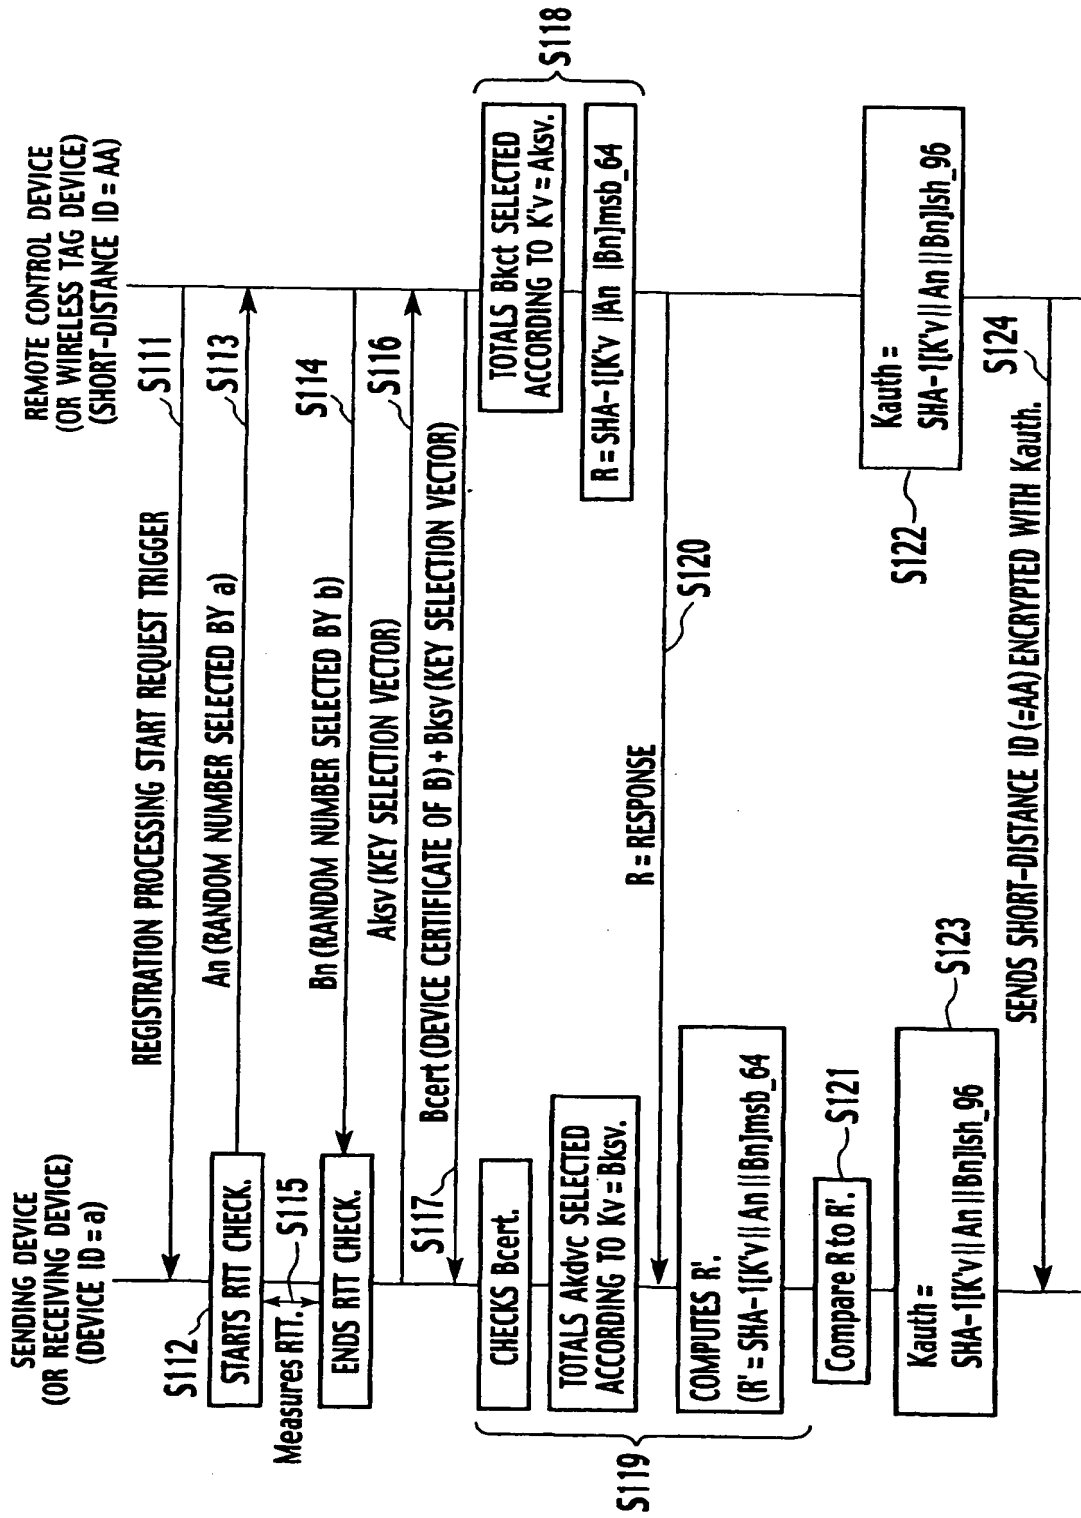 SENDING DEVICE
(OR RECEIVING DEVICE)
(DEVICE ID = a)
REMOTE CONTROL DEVICE
(OR WIRELESS TAG DEVICE)
(SHORT-DISTANCE ID = AA)
REGISTRATION PROCESSING START REQUEST TRIGGER
S111
S112
STARTS RTT CHECK.
An (RANDOM NUMBER SELECTED BY a)
S113
Measures RTT.
S115
ENDS RTT CHECK.
Bn (RANDOM NUMBER SELECTED BY b)
S114
Aksv (KEY SELECTION VECTOR)
S116
S117
Bcert (DEVICE CERTIFICATE OF B) + Bksv (KEY SELECTION VECTOR)
CHECKS Bcert.
TOTALS Bkct SELECTED
ACCORDING TO K'v = Aksv.
S118
TOTALS Akdvc SELECTED
ACCORDING TO Kv = Bksv.
R = SHA-1[K'v |An |Bn]msb_64
R = RESPONSE
S120
COMPUTES R'.
(R' = SHA-1[K'v || An || Bn]msb_64
S119
Compare R to R'.
S121
Kauth =
SHA-1[K'v || An || Bn]lsh_96
S122
Kauth =
SHA-1[K'v || An || Bn]lsh_96
S123
SENDS SHORT-DISTANCE ID (=AA) ENCRYPTED WITH Kauth.
S124